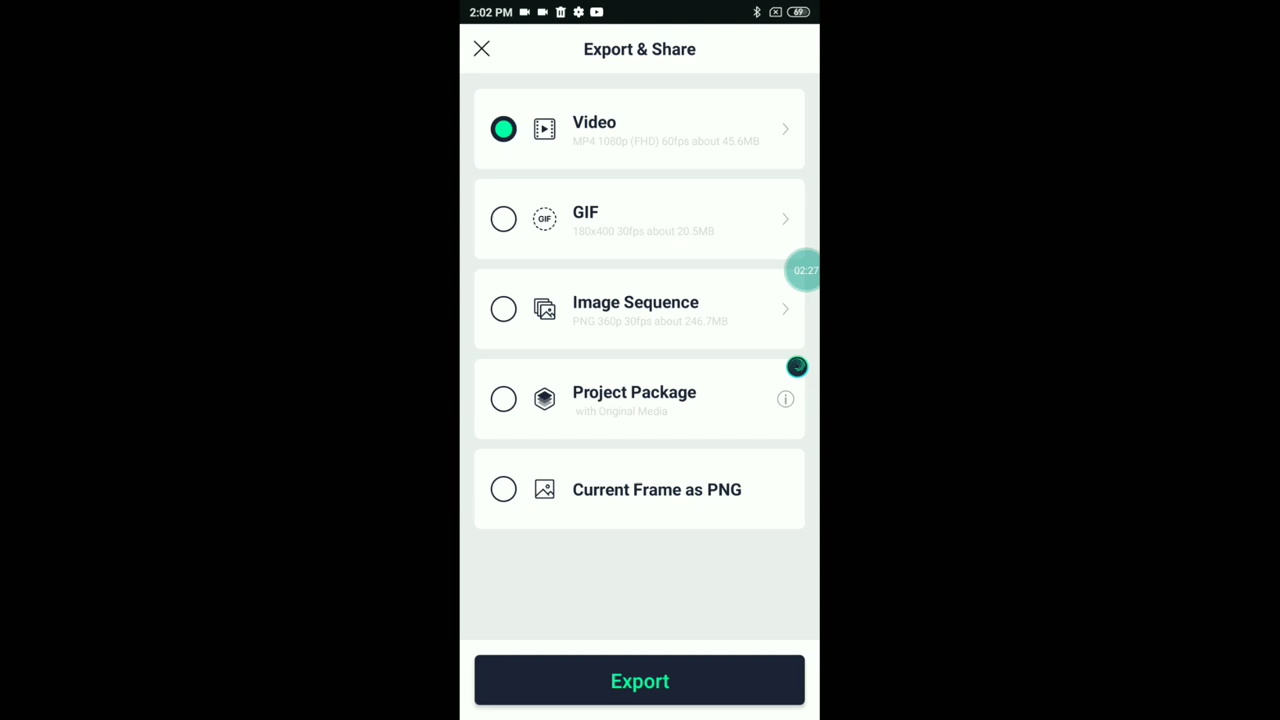 2:02 PM
69
Export & Share
Video
MP4 1080p (FHD) 60fps about 45.6MB
GIF
GIF
180x400 30fps about 20.5MB
02:27
Image Sequence
PNG 360p 30fps about 246.7MB
Project Package
with Original Media
Current Frame as PNG
Export